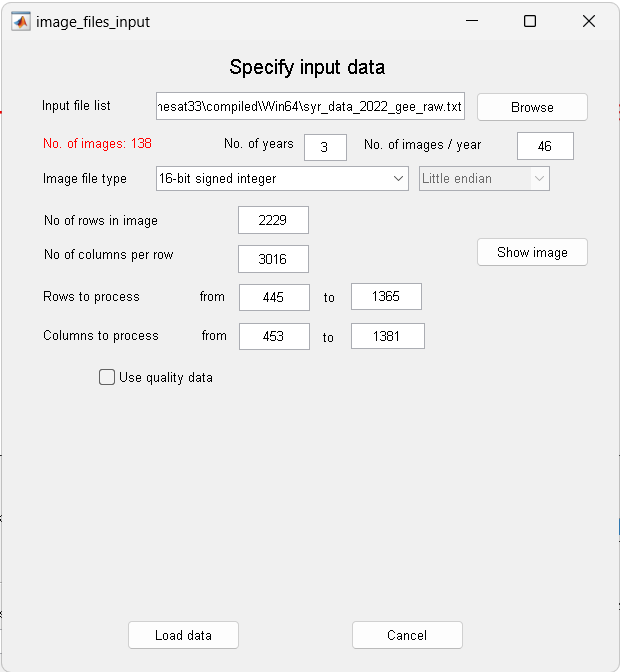 image_files_input
Specify input data
Input file list nesat33\compiled\Win64\syr_data_2022_gee_raw.txt Browse
No. of images: 138 No. of years 3 No. of images / year 46
Image file type 16-bit signed integer Little endian
No of rows in image 2229
No of columns per row 3016 Show image
Rows to process from 445 to 1365
Columns to process from 453 to 1381
Use quality data
Load data Cancel